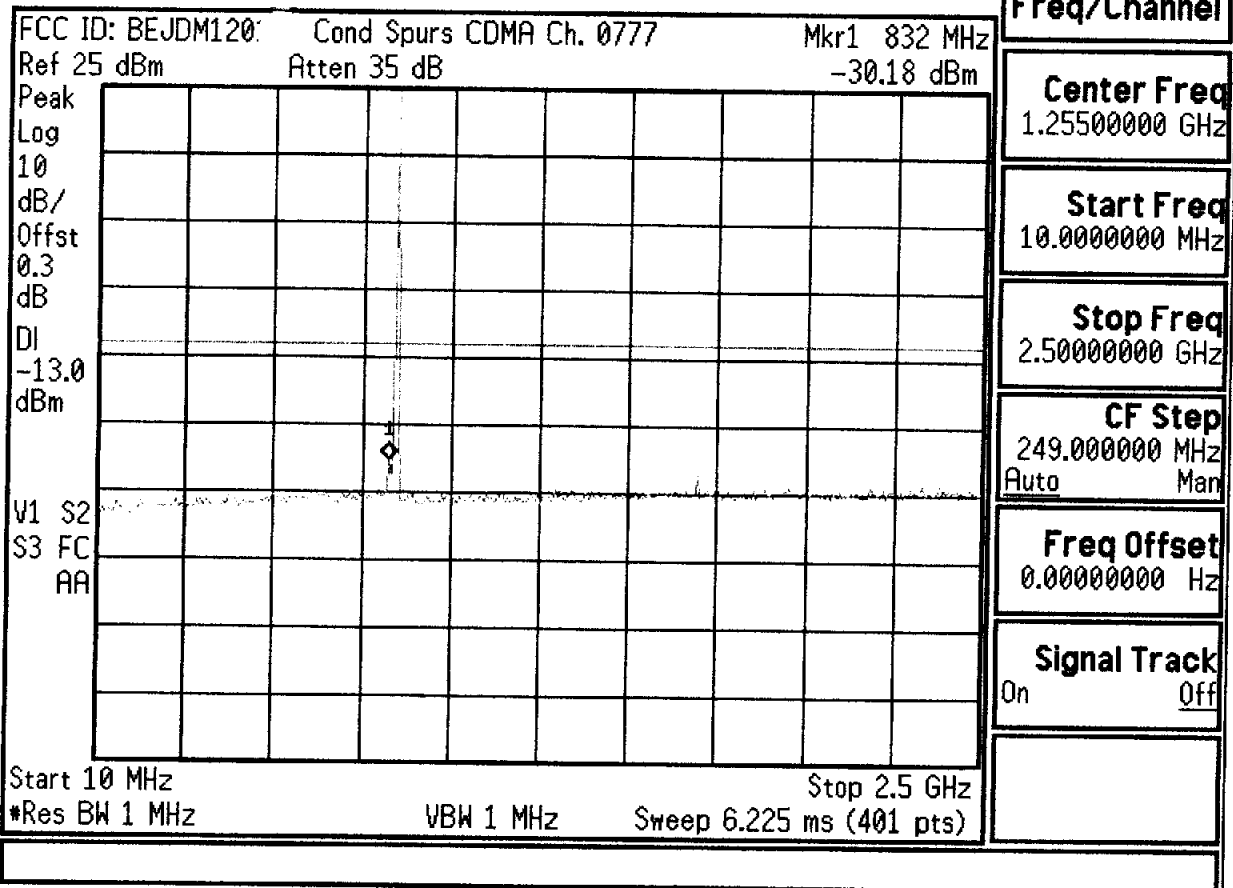 FCC ID: BEJDM120 Cond Spurs CDMA Ch. 0777 Mkr1 832 MHz
Ref 25 dBm Atten 35 dB -30.18 dBm
Peak
Log
10
dB/
Offst
0.3
dB
DI
-13.0
dBm
1
V1 S2
S3 FC
AA
Start 10 MHz Stop 2.5 GHz
#Res BW 1 MHz VBW 1 MHz Sweep 6.225 ms (401 pts)
Freq/Channel
Center Freq
1.25500000 GHz
Start Freq
10.0000000 MHz
Stop Freq
2.50000000 GHz
CF Step
249.000000 MHz
Auto Man
Freq Offset
0.00000000 Hz
Signal Track
On Off